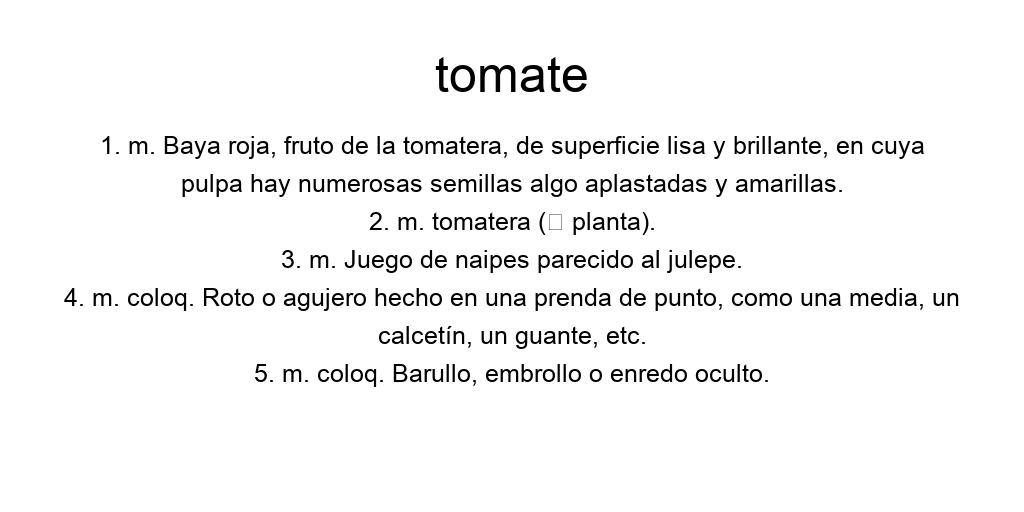 tomate
1. m. Baya roja, fruto de la tomatera, de superficie lisa y brillante, en cuya
pulpa hay numerosas semillas algo aplastadas y amarillas.
2. m. tomatera (□ planta).
3. m. Juego de naipes parecido al julepe.
4. m. coloq. Roto o agujero hecho en una prenda de punto, como una media, un
calcetín, un guante, etc.
5. m. coloq. Barullo, embrollo o enredo oculto.